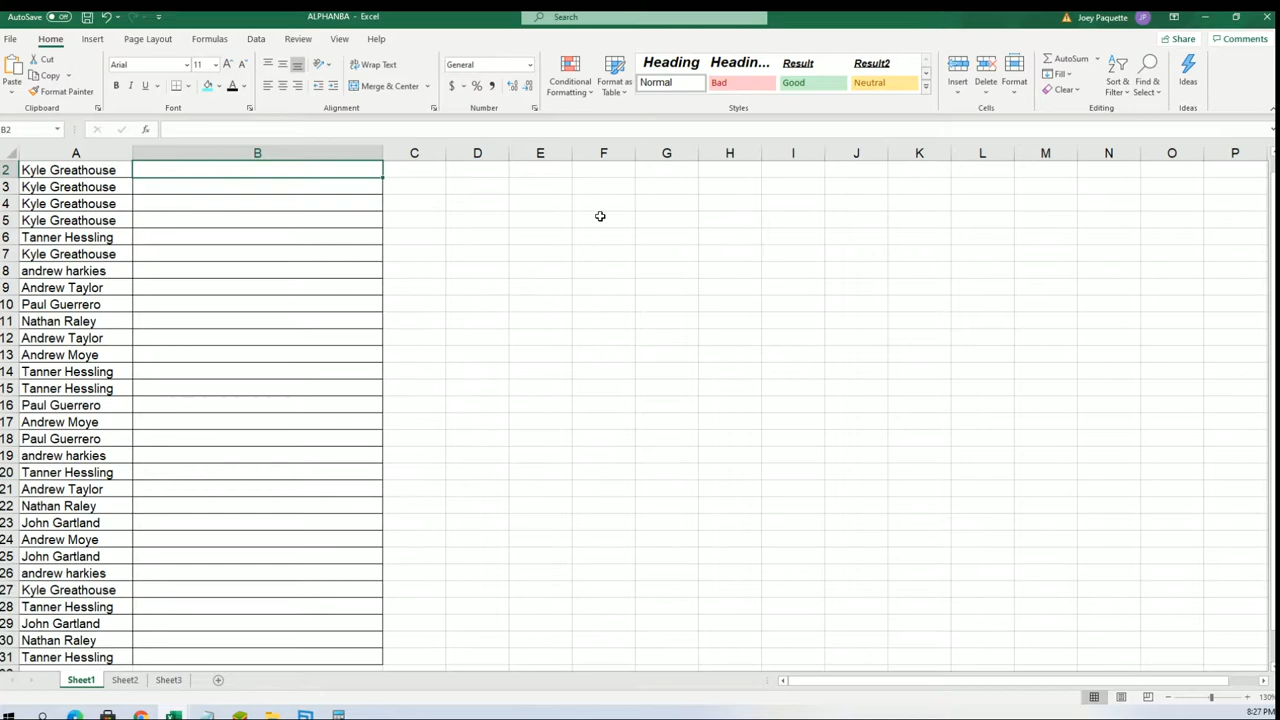 AutoSave Off ALPHANBA - Excel Search Joey Paquette JP
File Home Insert Page Layout Formulas Data Review View Help Share Comments
Paste Cut Copy Format Painter Clipboard
Arial 11 A A B I U A Font
Wrap Text Merge & Center Alignment
General $ % , Number
Conditional Formatting Format as Table
Heading Headin... Result Result2
Normal Bad Good Neutral
Styles
Insert Delete Format Cells
AutoSum Fill Clear Sort & Filter Find & Select Editing
Ideas Ideas
B2 fx
A B C D E F G H I J K L M N O P
2 Kyle Greathouse
3 Kyle Greathouse
4 Kyle Greathouse
5 Kyle Greathouse
6 Tanner Hessling
7 Kyle Greathouse
8 andrew harkies
9 Andrew Taylor
10 Paul Guerrero
11 Nathan Raley
12 Andrew Taylor
13 Andrew Moye
14 Tanner Hessling
15 Tanner Hessling
16 Paul Guerrero
17 Andrew Moye
18 Paul Guerrero
19 andrew harkies
20 Tanner Hessling
21 Andrew Taylor
22 Nathan Raley
23 John Gartland
24 Andrew Moye
25 John Gartland
26 andrew harkies
27 Kyle Greathouse
28 Tanner Hessling
29 John Gartland
30 Nathan Raley
31 Tanner Hessling
Sheet1 Sheet2 Sheet3
130%
8:27 PM